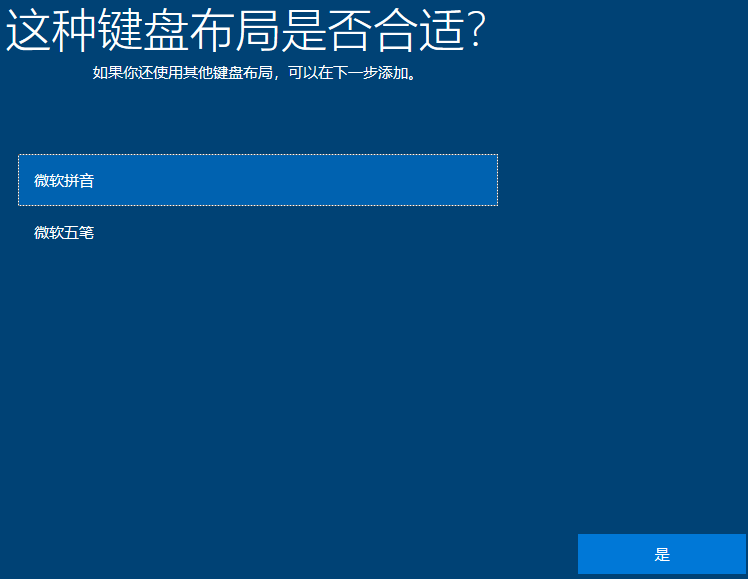 这种键盘布局是否合适?
如果你还使用其他键盘布局，可以在下一步添加。
微软拼音
微软五笔
是